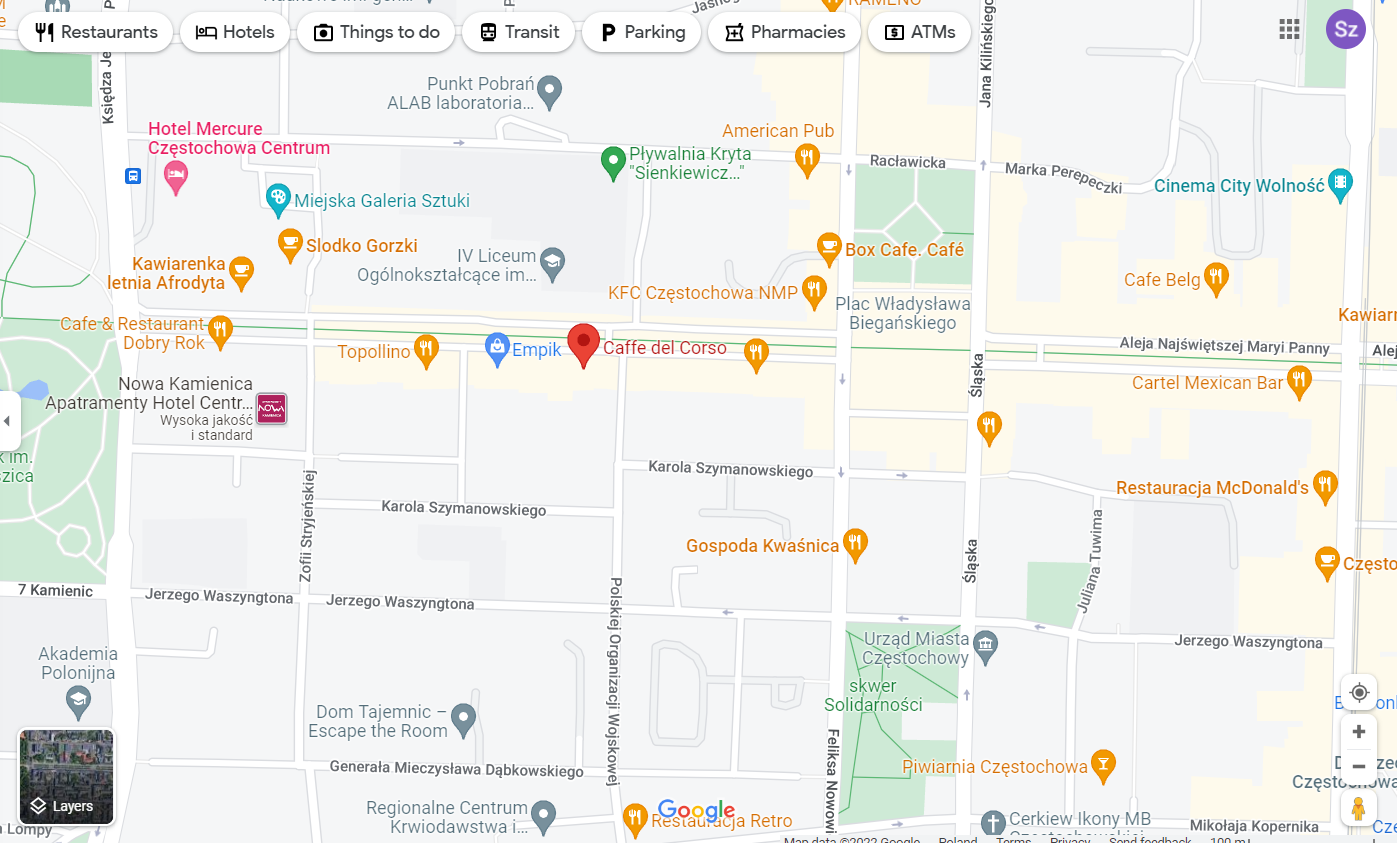 Restaurants
Hotels
Things to do
Transit
Parking
Pharmacies
ATMs
Sz
RAMENO
Jana Kilińskiego
Punkt Pobrań
ALAB laboratoria...
Hotel Mercure
Częstochowa Centrum
American Pub
Pływalnia Kryta
"Sienkiewicz..."
Racławicka
Marka Perepeczki
Cinema City Wolność
Miejska Galeria Sztuki
Slodko Gorzki
IV Liceum
Ogólnokształcące im...
Box Cafe. Café
Kawiarenka
letnia Afrodyta
KFC Częstochowa NMP
Cafe Belg
Plac Władysława
Biegańskiego
Kawiarn
Cafe & Restaurant
Dobry Rok
Topollino
Empik
Caffe del Corso
Aleja Najświętszej Maryi Panny
Alej
Śląska
Cartel Mexican Bar
Nowa Kamienica
Apatramenty Hotel Centr...
Wysoka jakość
i standard
NOWA
k im.
szica
Karola Szymanowskiego
Restauracja McDonald's
Karola Szymanowskiego
Zofii Stryjeńskiej
Juliana Tuwima
Gospoda Kwaśnica
Śląska
Często
7 Kamienic
Jerzego Waszyngtona
Jerzego Waszyngtona
Polskiej Organizacji Wojskowej
Urząd Miasta
Częstochowy
Jerzego Waszyngtona
Akademia
Polonijna
skwer
Solidarności
Dom Tajemnic –
Escape the Room
Feliksa Nowowi
Generała Mieczysława Dąbkowskiego
Piwiarnia Częstochowa
Layers
Regionalne Centrum
Krwiodawstwa i...
Google
Restauracja Retro
Cerkiew Ikony MB
Częstochowskiej
Mikołaja Kopernika
Lompy
Map data ©2022 Google
Poland
Terms
Privacy
Send feedback
100 m